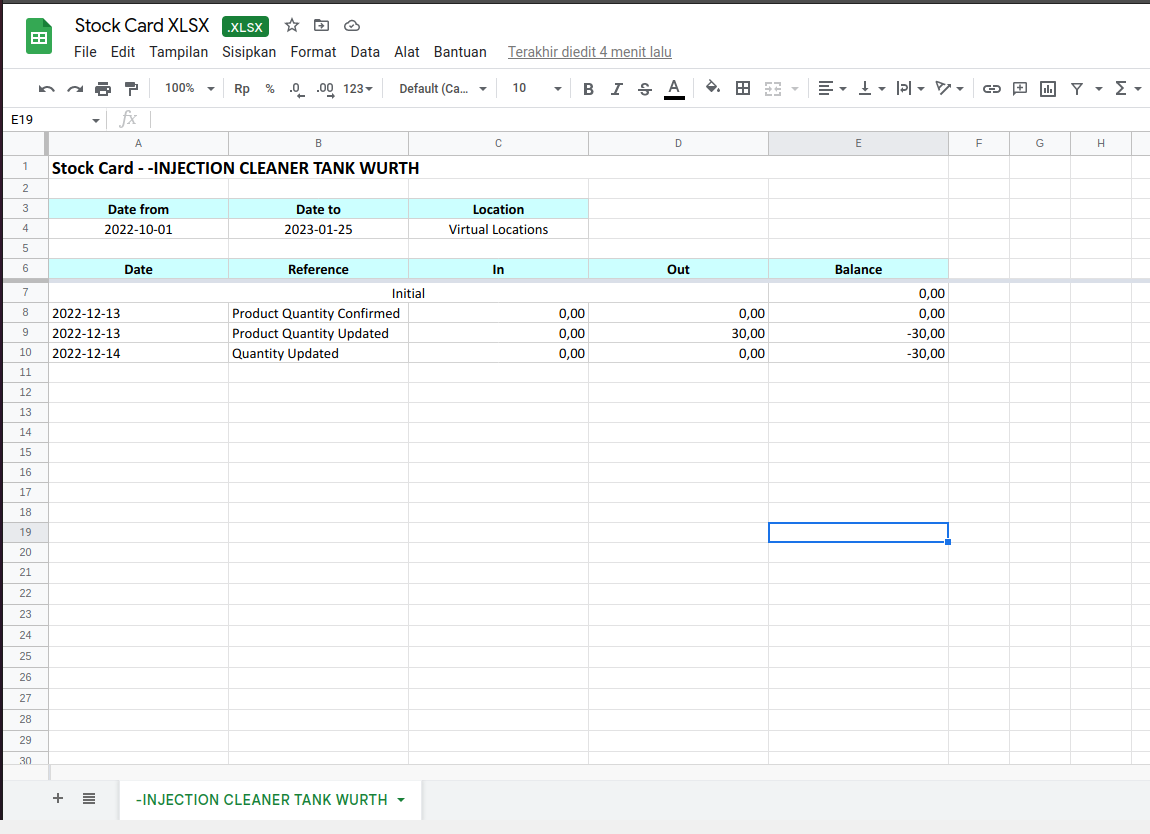 Stock Card XLSX .XLSX
File Edit Tampilan Sisipkan Format Data Alat Bantuan Terakhir diedit 4 menit lalu
100% Rp % .0 .00 123 Default (Ca... 10 B I S A
E19 fx
A B C D E F G H
1 Stock Card - -INJECTION CLEANER TANK WURTH
2
3 Date from Date to Location
4 2022-10-01 2023-01-25 Virtual Locations
5
6 Date Reference In Out Balance
7 Initial 0,00
8 2022-12-13 Product Quantity Confirmed 0,00 0,00 0,00
9 2022-12-13 Product Quantity Updated 0,00 30,00 -30,00
10 2022-12-14 Quantity Updated 0,00 0,00 -30,00
11
12
13
14
15
16
17
18
19
20
21
22
23
24
25
26
27
28
29
30
-INJECTION CLEANER TANK WURTH